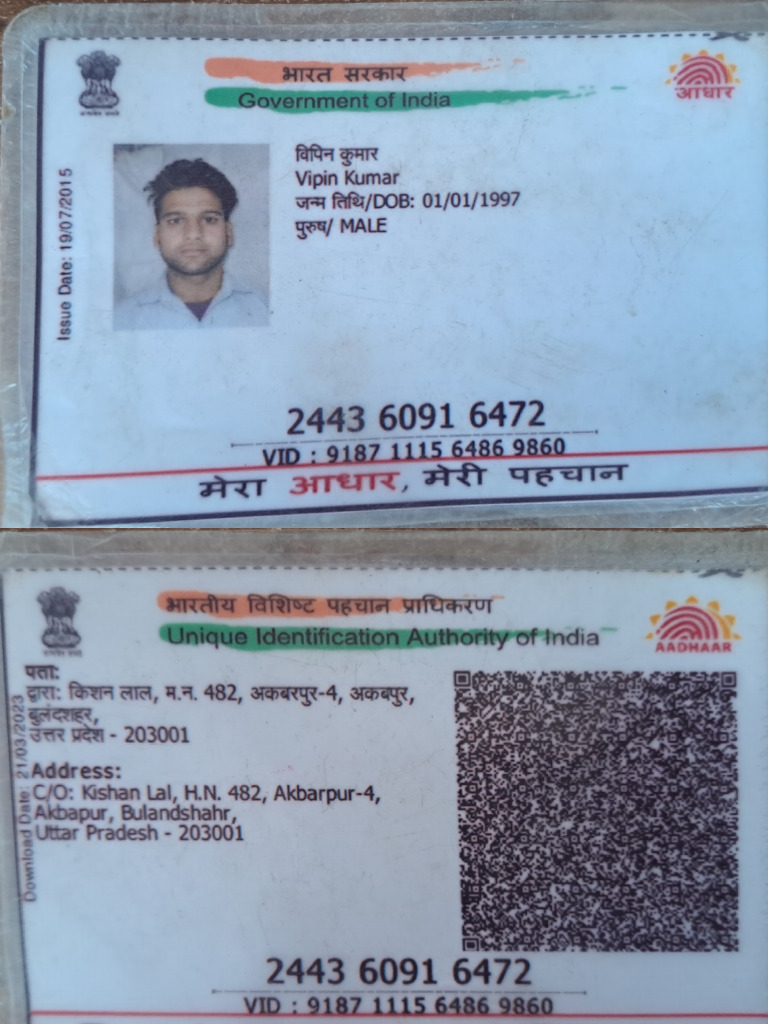 भारत सरकार
Government of India
आधार
Issue Date: 19/07/2015
विपिन कुमार
Vipin Kumar
जन्म तिथि/DOB: 01/01/1997
पुरुष/ MALE
2443 6091 6472
VID : 9187 1115 6486 9860
मेरा आधार, मेरी पहचान
भारतीय विशिष्ट पहचान प्राधिकरण
Unique Identification Authority of India
AADHAAR
Download Date: 21/03/2023
पता:
द्वारा: किशन लाल, म.न. 482, अकबरपुर-4, अकबपुर,
बुलंदशहर,
उत्तर प्रदेश - 203001
Address:
C/O: Kishan Lal, H.N. 482, Akbarpur-4,
Akbapur, Bulandshahr,
Uttar Pradesh - 203001
2443 6091 6472
VID : 9187 1115 6486 9860